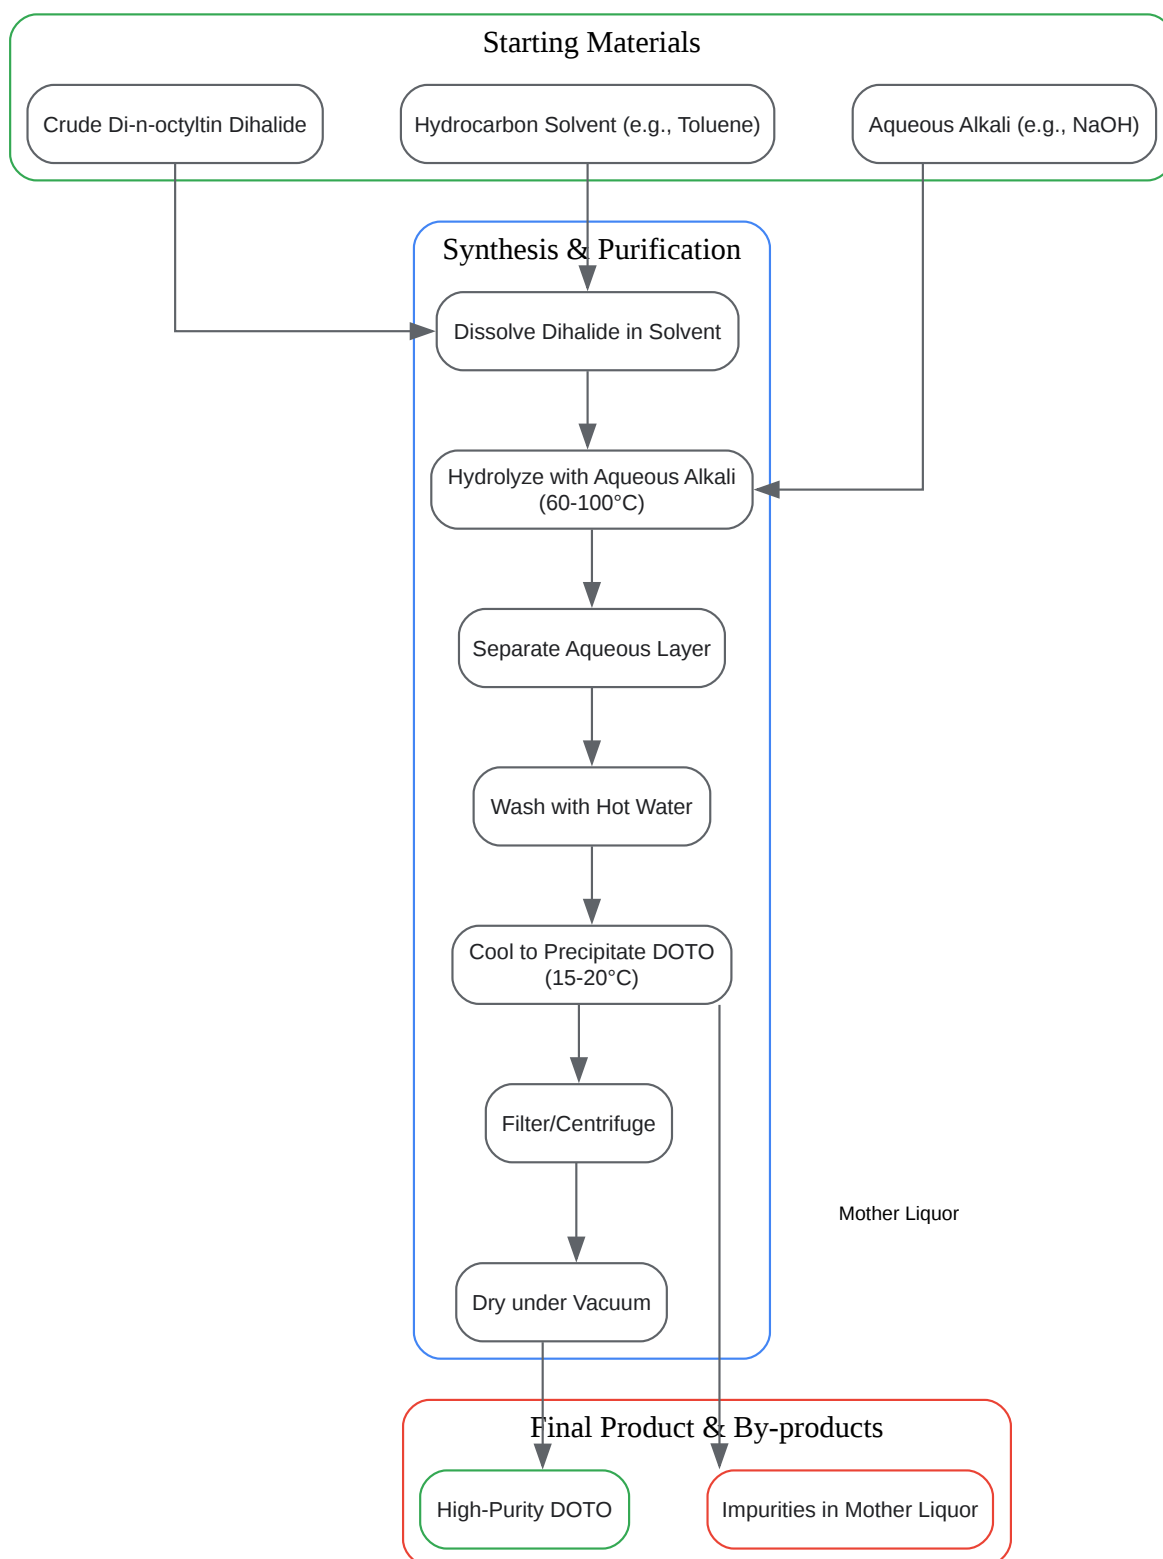 Starting Materials
Crude Di-n-octyltin Dihalide
Hydrocarbon Solvent (e.g., Toluene)
Aqueous Alkali (e.g., NaOH)
Synthesis & Purification
Dissolve Dihalide in Solvent
Hydrolyze with Aqueous Alkali
(60-100°C)
Separate Aqueous Layer
Wash with Hot Water
Cool to Precipitate DOTO
(15-20°C)
Filter/Centrifuge
Mother Liquor
Dry under Vacuum
Final Product & By-products
High-Purity DOTO
Impurities in Mother Liquor